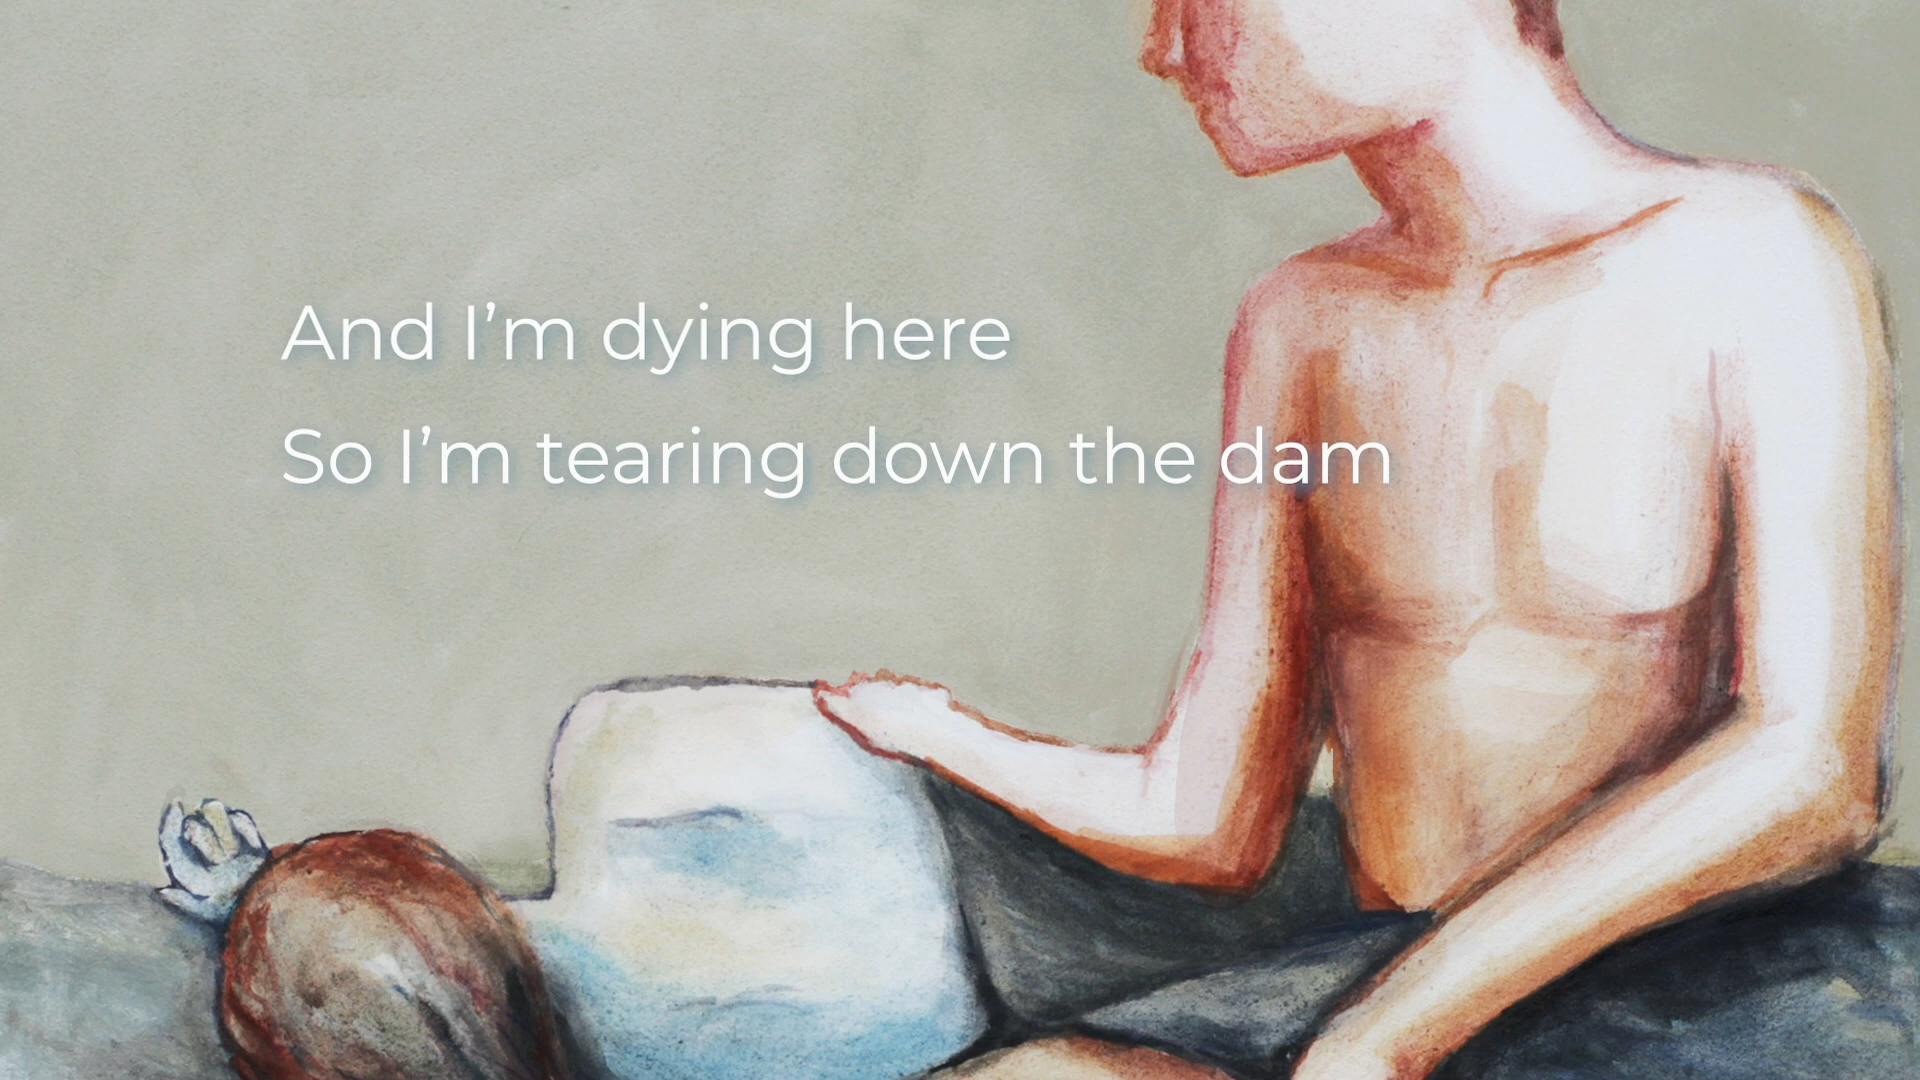 And I’m dying here
So I’m tearing down the dam